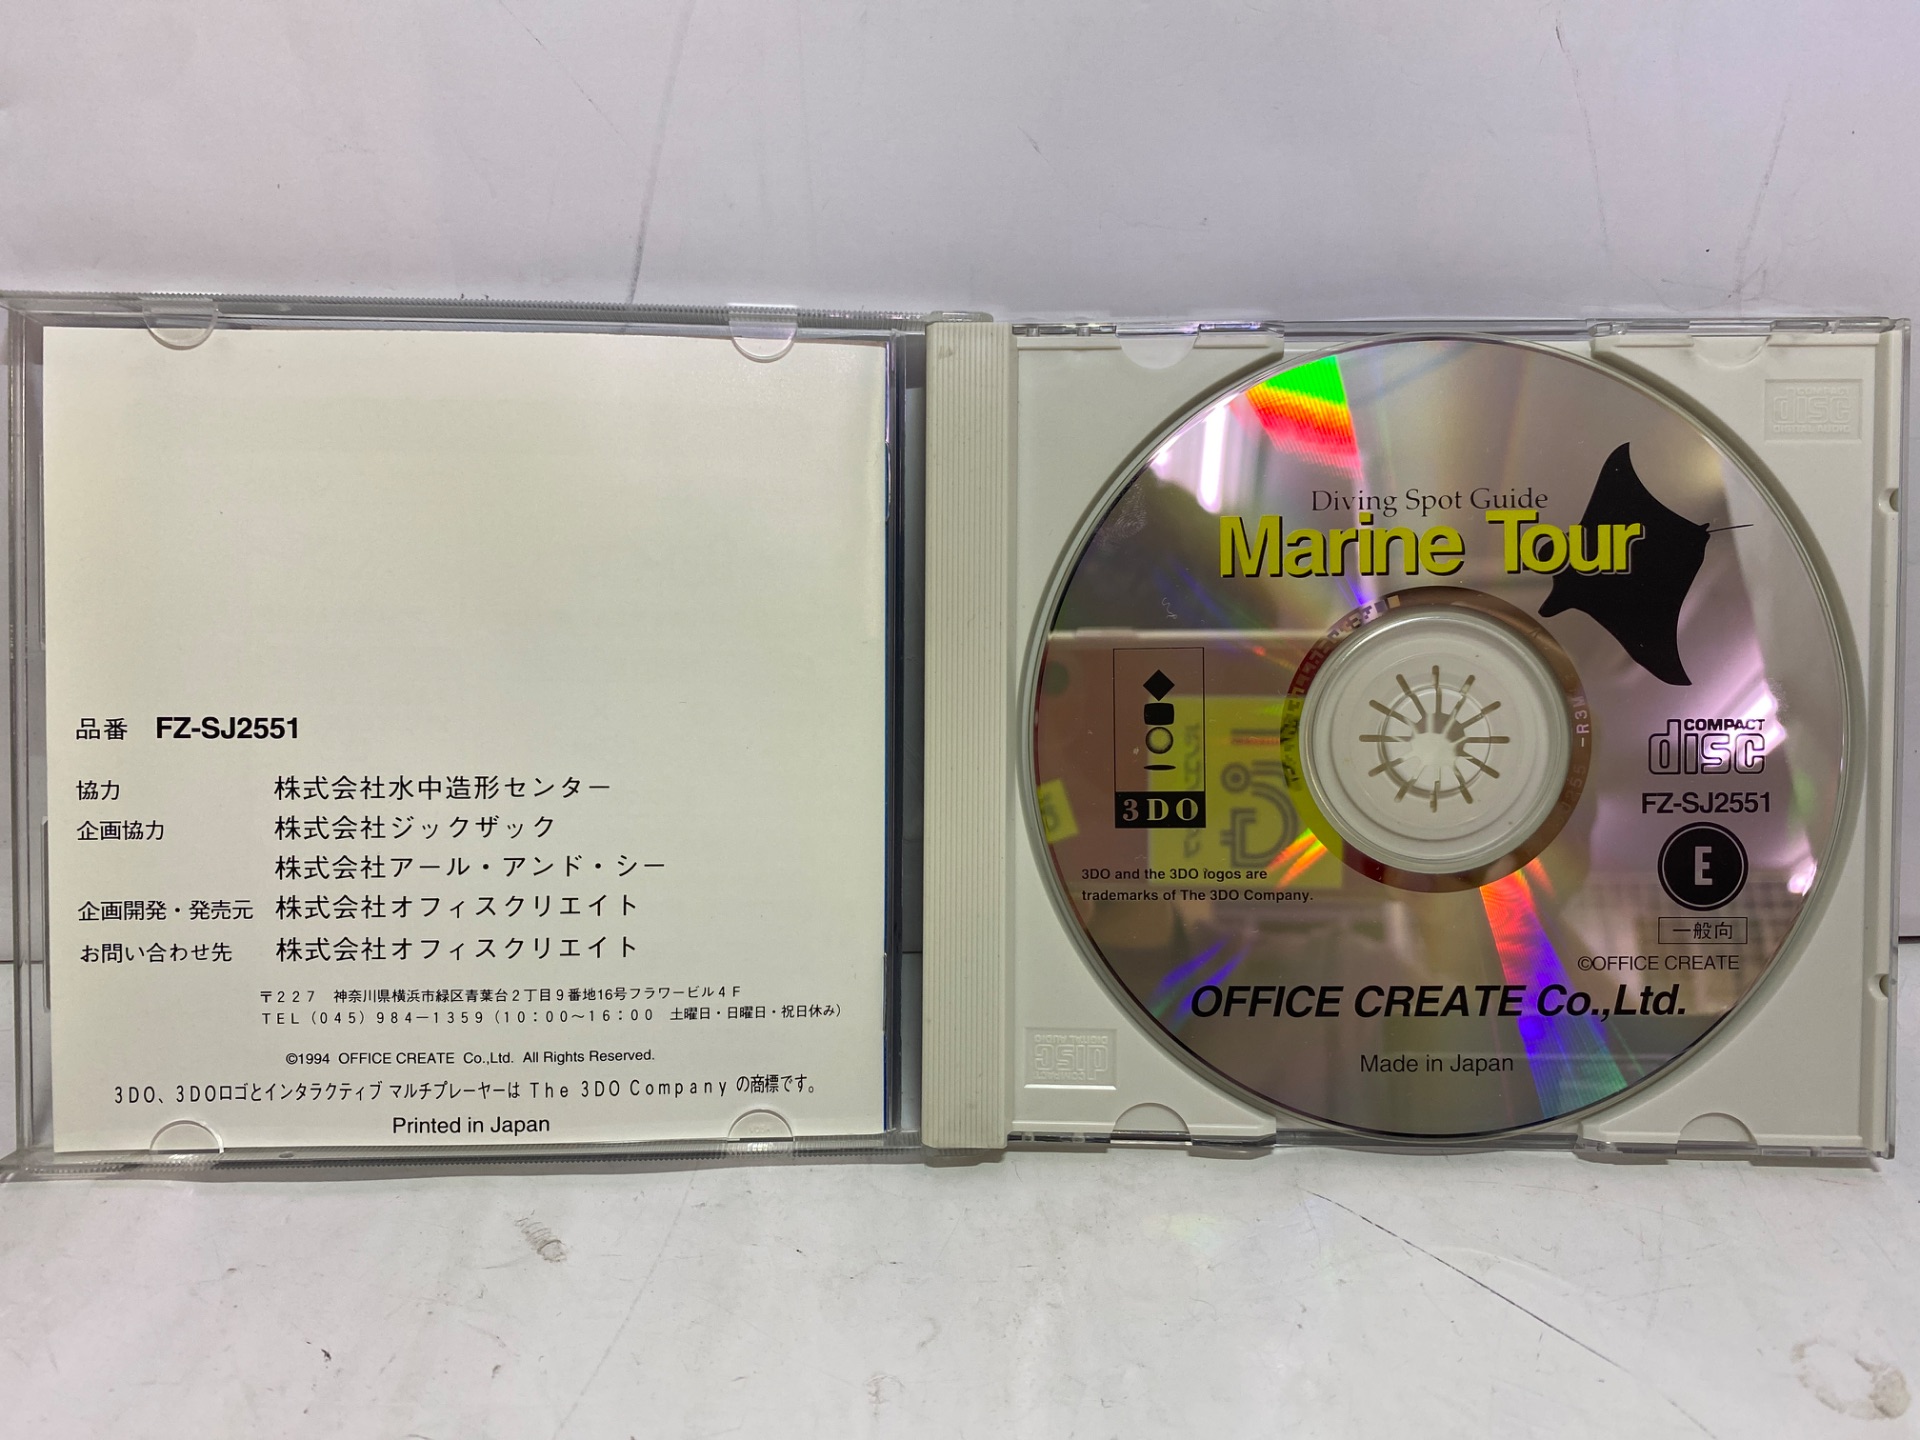 品番 FZ-SJ2551
協力 株式会社水中造形センター
企画協力 株式会社ジックザック
株式会社アール・アンド・シー
企画開発・発売元 株式会社オフィスクリエイト
お問い合わせ先 株式会社オフィスクリエイト
〒227 神奈川県横浜市緑区青葉台2丁目9番地16号フラワービル4F
TEL(045)984-1359(10:00~16:00 土曜日・日曜日・祝日休み)
©1994 OFFICE CREATE Co.,Ltd. All Rights Reserved.
3DO、3DOロゴとインタラクティブ マルチプレーヤーは The 3DO Company の商標です。
Printed in Japan
Diving Spot Guide
Marine Tour
3DO
3DO and the 3DO logos are
trademarks of The 3DO Company.
COMPACT
disc
FZ-SJ2551
E
一般向
©OFFICE CREATE
OFFICE CREATE Co.,Ltd.
Made in Japan
COMPACT
disc
DIGITAL AUDIO
COMPACT
disc
DIGITAL AUDIO